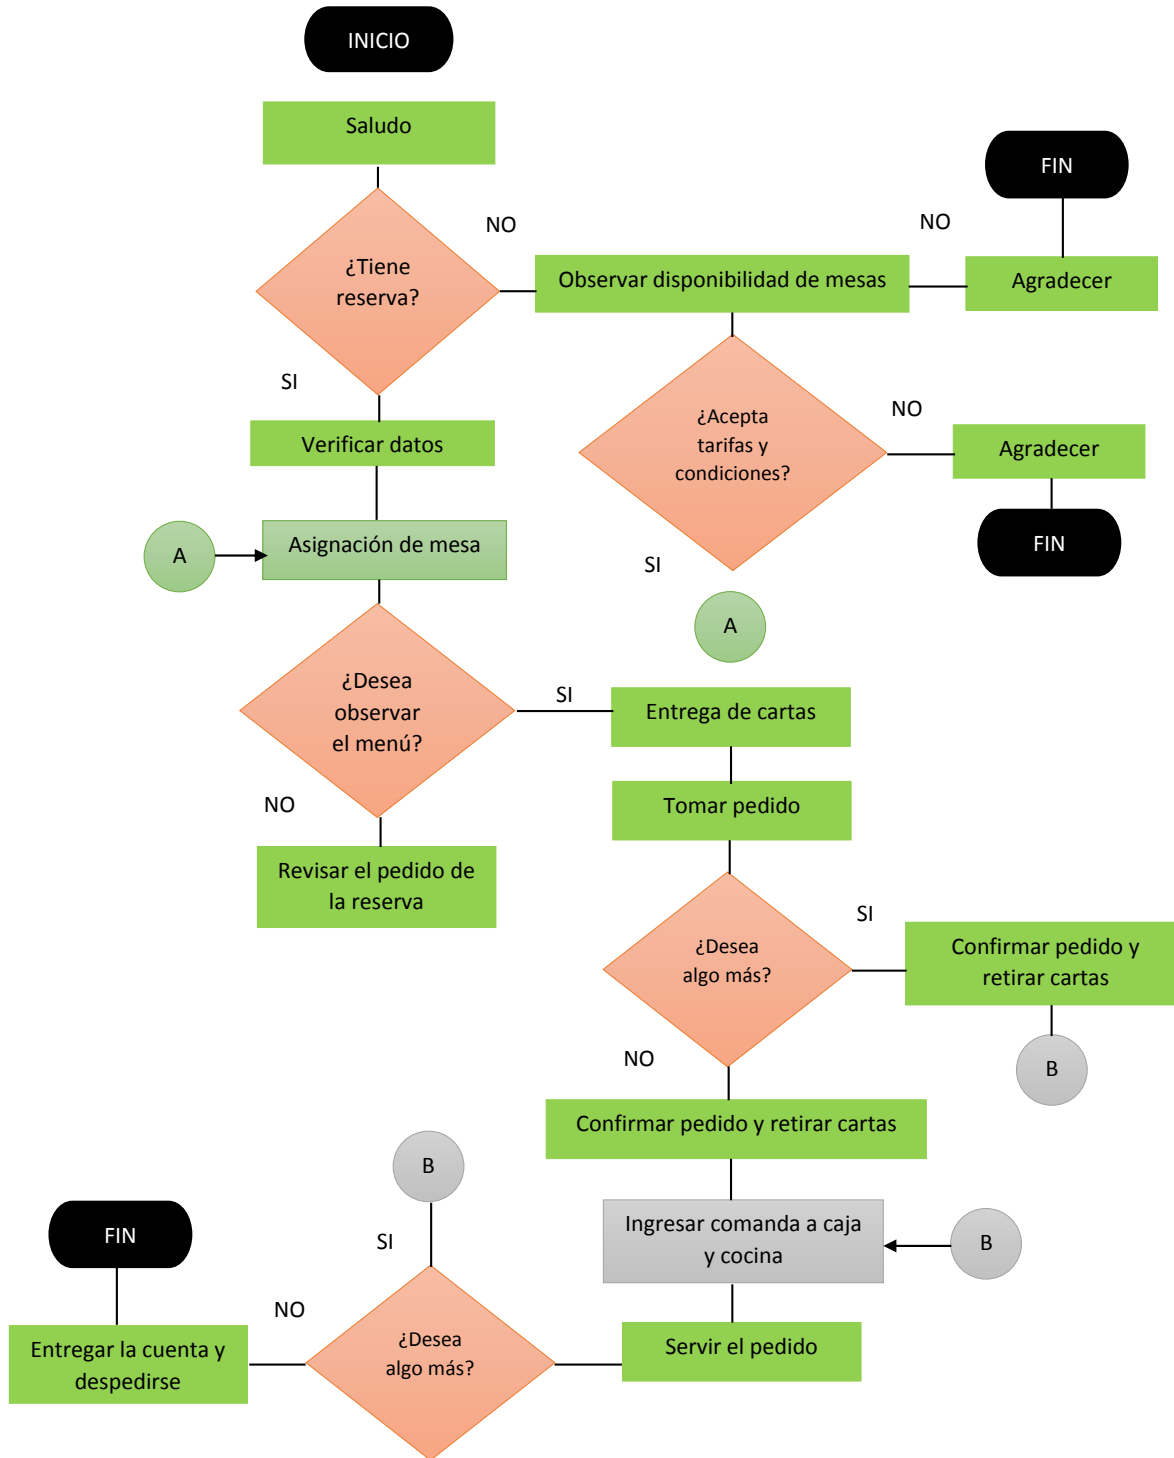 INICIO
Saludo
FIN
NO
NO
¿Tiene
reserva?
Observar disponibilidad de mesas
Agradecer
SI
¿Acepta
tarifas y
condiciones?
NO
Agradecer
Verificar datos
A
Asignación de mesa
FIN
SI
A
¿Desea
observar
el menú?
SI
Entrega de cartas
NO
Tomar pedido
Revisar el pedido de
la reserva
¿Desea
algo más?
SI
Confirmar pedido y
retirar cartas
NO
B
Confirmar pedido y retirar cartas
B
Ingresar comanda a caja
y cocina
B
FIN
SI
NO
Entregar la cuenta y
despedirse
¿Desea
algo más?
Servir el pedido